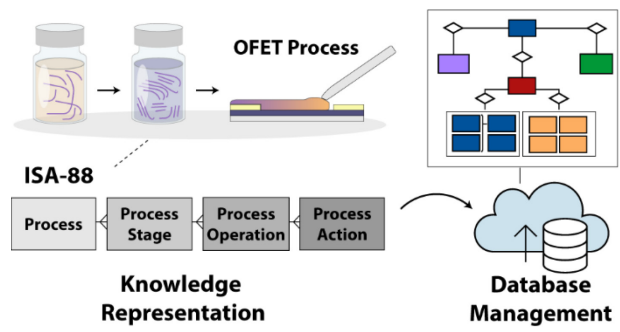 OFET Process
ISA-88
Process
Process
Stage
Process
Operation
Process
Action
Knowledge
Representation
Database
Management